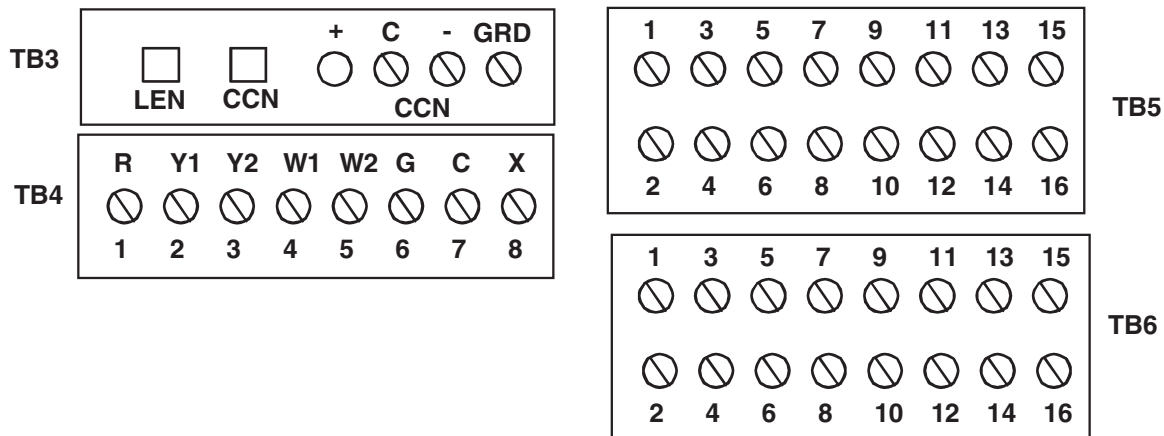 TB3
+ C - GRD
LEN CCN CCN
TB4
R Y1 Y2 W1 W2 G C X
1 2 3 4 5 6 7 8
1 3 5 7 9 11 13 15
TB5
2 4 6 8 10 12 14 16
1 3 5 7 9 11 13 15
TB6
2 4 6 8 10 12 14 16